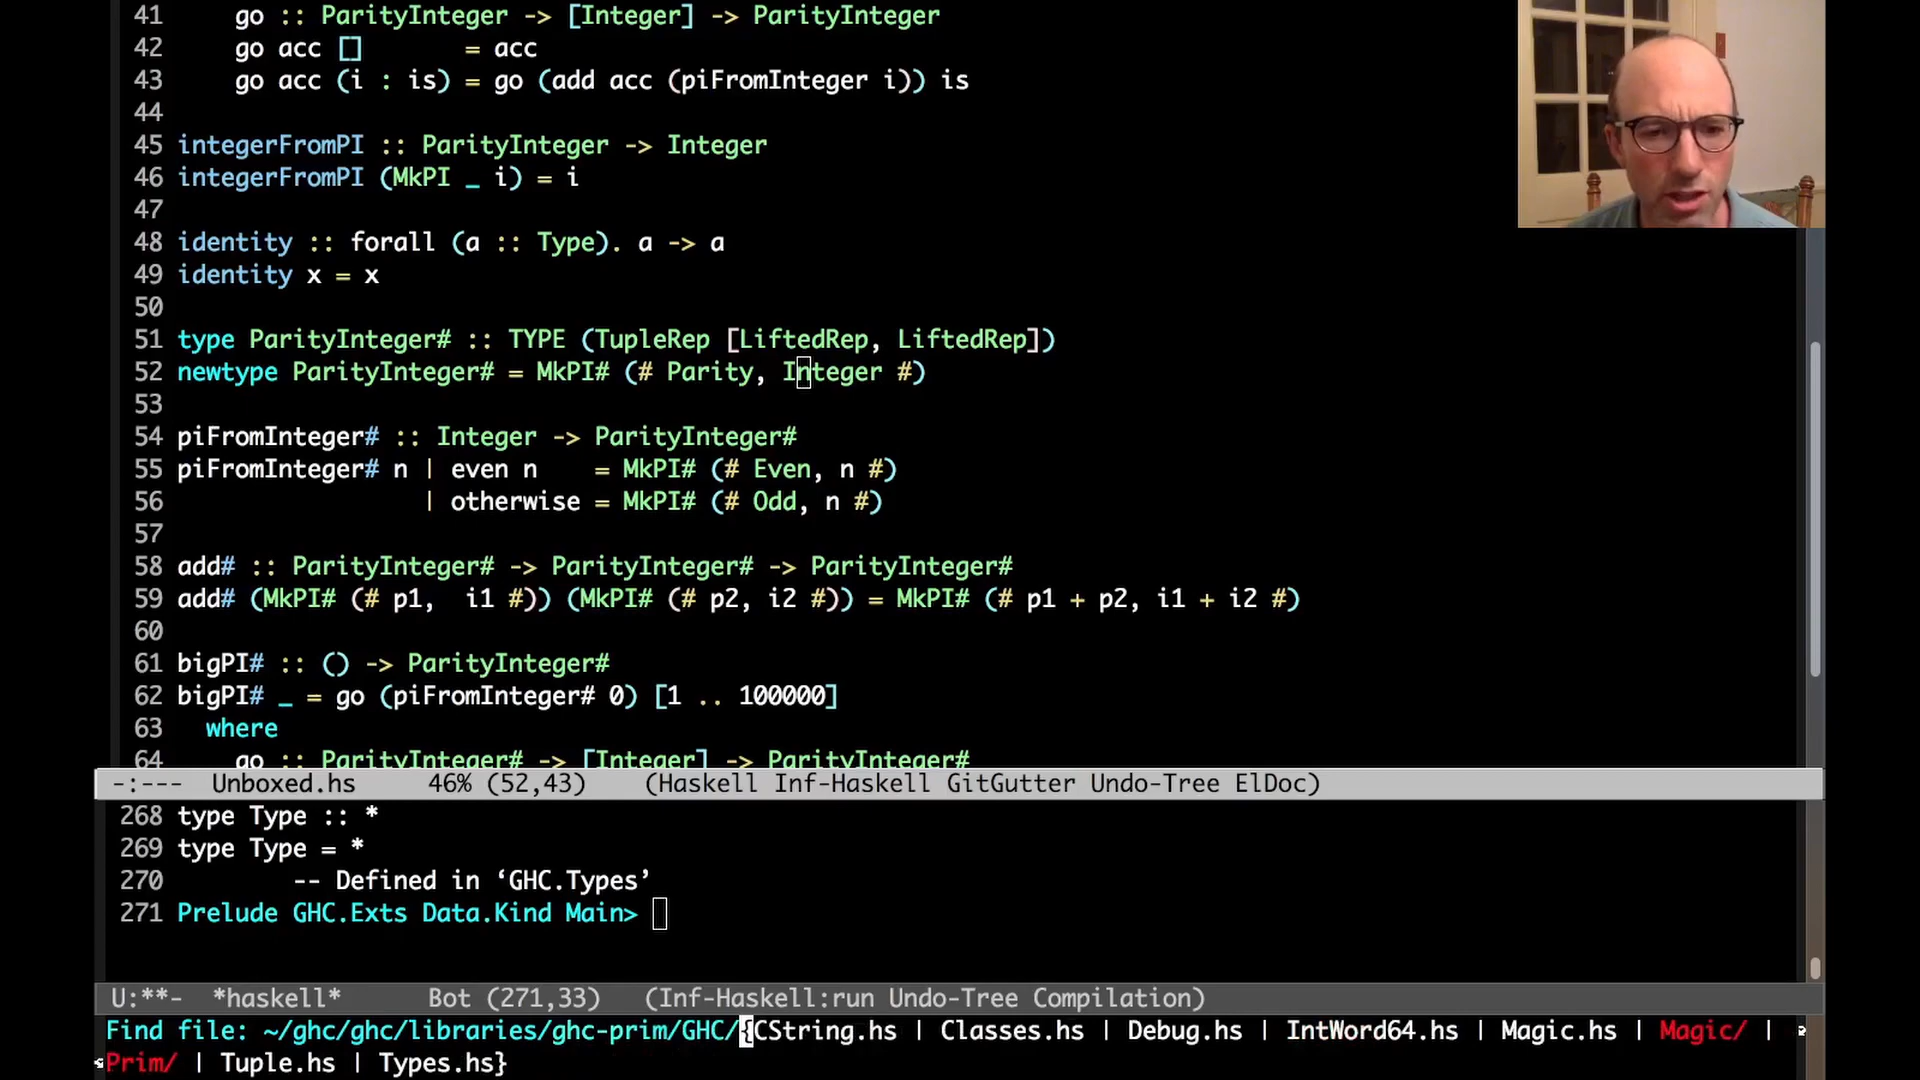 41 go :: ParityInteger -> [Integer] -> ParityInteger
42 go acc [] = acc
43 go acc (i : is) = go (add acc (piFromInteger i)) is
44
45 integerFromPI :: ParityInteger -> Integer
46 integerFromPI (MkPI _ i) = i
47
48 identity :: forall (a :: Type). a -> a
49 identity x = x
50
51 type ParityInteger# :: TYPE (TupleRep [LiftedRep, LiftedRep])
52 newtype ParityInteger# = MkPI# (# Parity, Integer #)
53
54 piFromInteger# :: Integer -> ParityInteger#
55 piFromInteger# n | even n = MkPI# (# Even, n #)
56 | otherwise = MkPI# (# Odd, n #)
57
58 add# :: ParityInteger# -> ParityInteger# -> ParityInteger#
59 add# (MkPI# (# p1, i1 #)) (MkPI# (# p2, i2 #)) = MkPI# (# p1 + p2, i1 + i2 #)
60
61 bigPI# :: () -> ParityInteger#
62 bigPI# _ = go (piFromInteger# 0) [1 .. 100000]
63 where
64 go :: ParityInteger# -> [Integer] -> ParityInteger#
-:--- Unboxed.hs 46% (52,43) (Haskell Inf-Haskell GitGutter Undo-Tree ElDoc)
268 type Type :: *
269 type Type = *
270 -- Defined in ‘GHC.Types’
271 Prelude GHC.Exts Data.Kind Main>
U:**- *haskell* Bot (271,33) (Inf-Haskell:run Undo-Tree Compilation)
Find file: ~/ghc/ghc/libraries/ghc-prim/GHC/{CString.hs | Classes.hs | Debug.hs | IntWord64.hs | Magic.hs | Magic/ |
Prim/ | Tuple.hs | Types.hs}